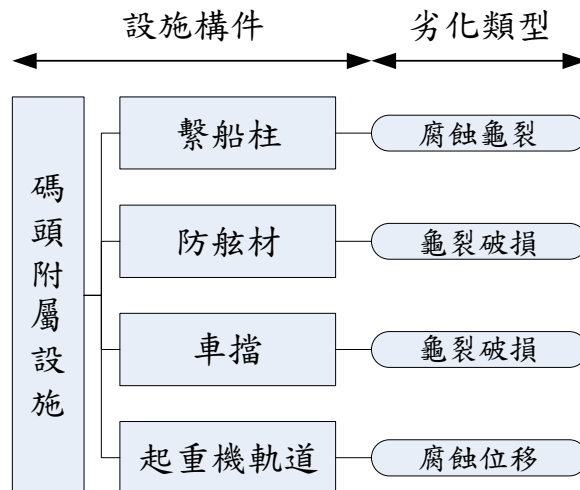 設施構件
劣化類型
碼頭附屬設施
繫船柱
腐蝕龜裂
防舷材
龜裂破損
車擋
龜裂破損
起重機軌道
腐蝕位移